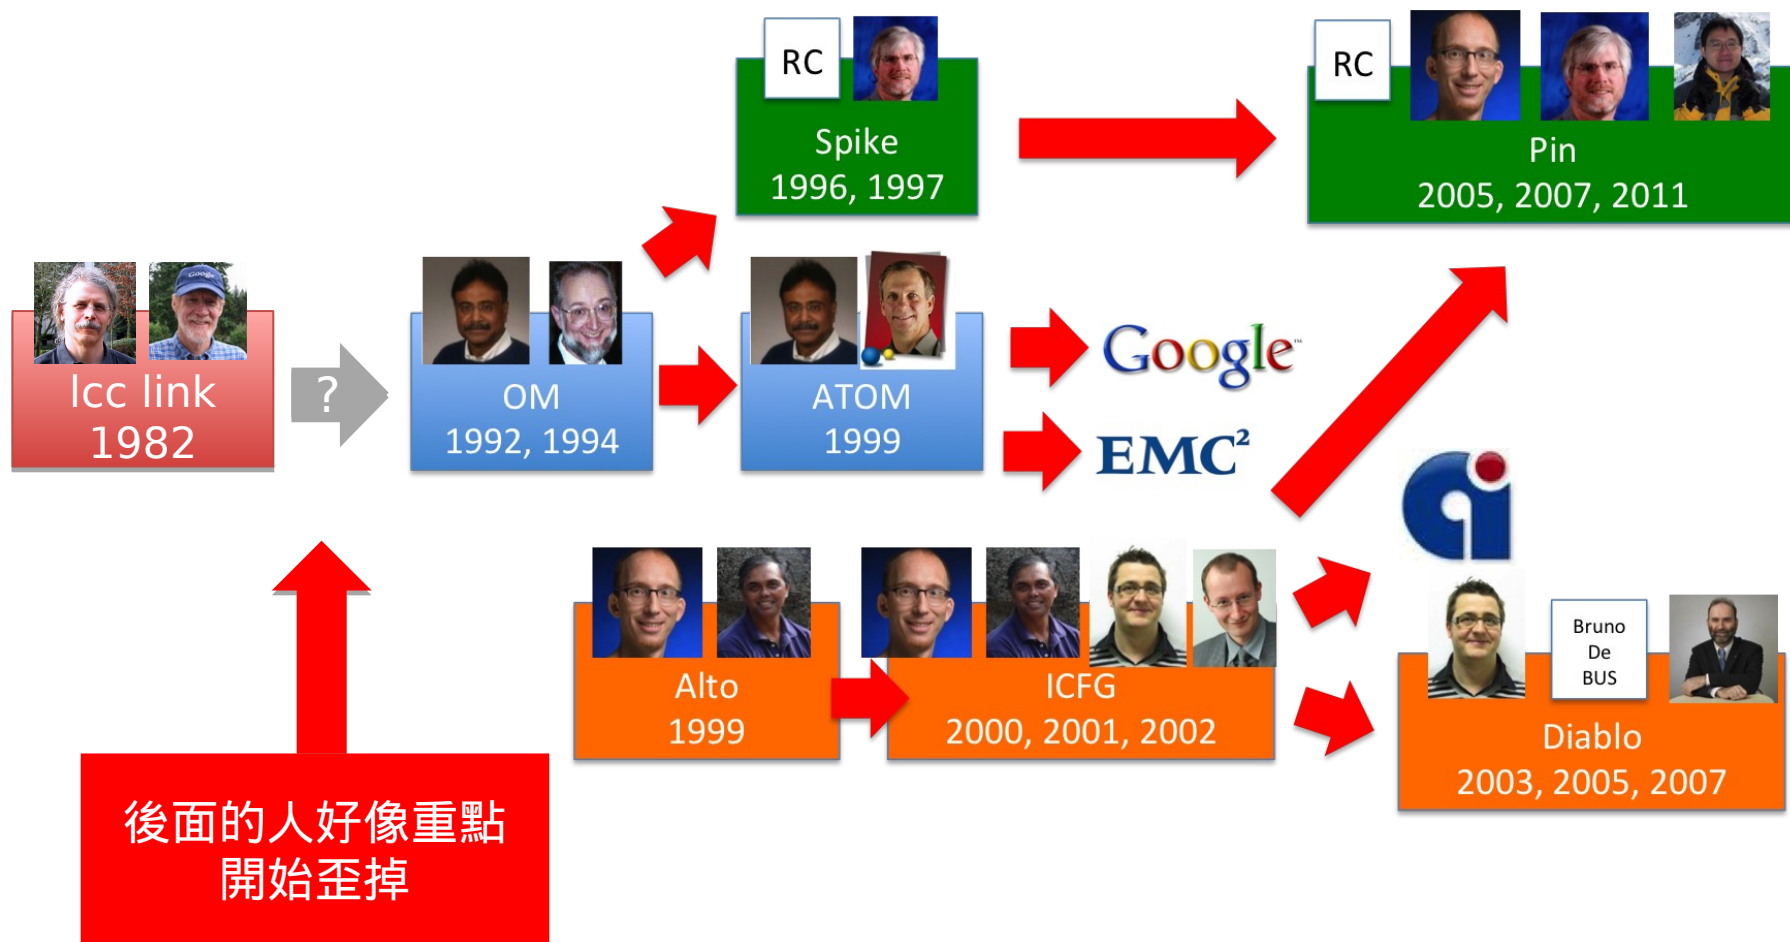 RC
Spike
1996, 1997
RC
Pin
2005, 2007, 2011
Google
lcc link
1982
?
OM
1992, 1994
ATOM
1999
Google™
EMC²
Alto
1999
ICFG
2000, 2001, 2002
Bruno
De
BUS
Diablo
2003, 2005, 2007
後面的人好像重點
開始歪掉